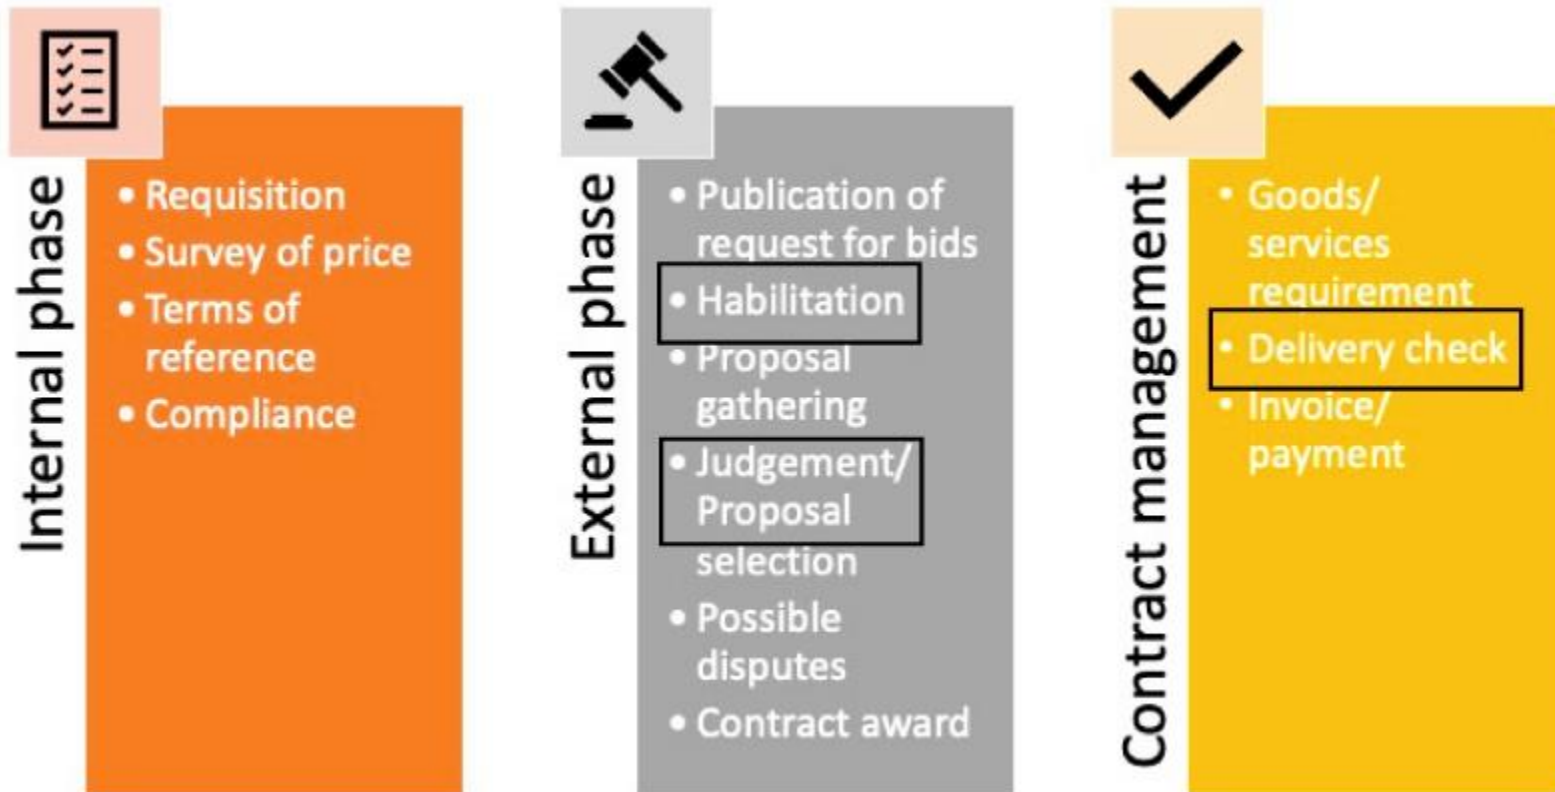 Internal phase
• Requisition
• Survey of price
• Terms of
reference
• Compliance
External phase
• Publication of
request for bids
• Habilitation
• Proposal
gathering
• Judgement/
Proposal
selection
• Possible
disputes
• Contract award
Contract management
• Goods/
services
requirement
• Delivery check
• Invoice/
payment